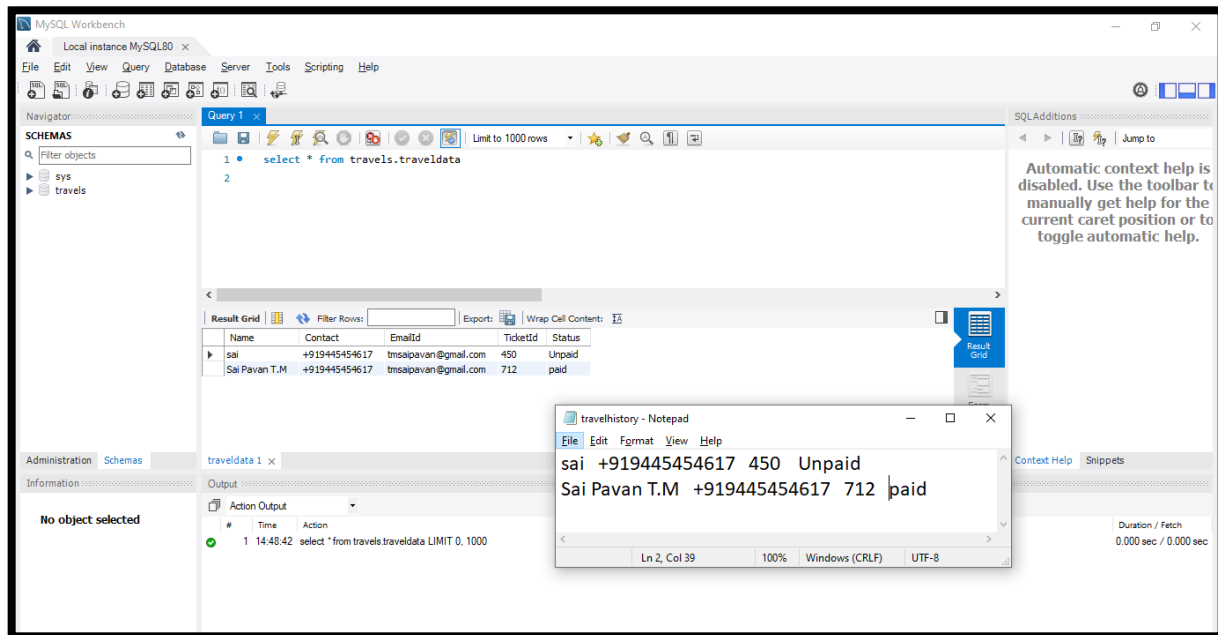 MySQL Workbench
Local instance MySQL80 ×
File Edit View Query Database Server Tools Scripting Help
Navigator
SCHEMAS
Filter objects
sys
travels
Administration Schemas
Information
No object selected
Query 1 ×
Limit to 1000 rows
1 select * from travels.traveldata
2
Result Grid Filter Rows: Export: Wrap Cell Content:
Name Contact EmailId TicketId Status
sai +919445454617 tmsaipavan@gmail.com 450 Unpaid
Sai Pavan T.M +919445454617 tmsaipavan@gmail.com 712 paid
Result
Grid
traveldata 1 ×
Output
Action Output
# Time Action
1 14:48:42 select * from travels.traveldata LIMIT 0, 1000
Duration / Fetch
0.000 sec / 0.000 sec
SQLAdditions
Jump to
Automatic context help is
disabled. Use the toolbar to
manually get help for the
current caret position or to
toggle automatic help.
Context Help Snippets
travelhistory - Notepad
File Edit Format View Help
sai +919445454617 450 Unpaid
Sai Pavan T.M +919445454617 712 paid
Ln 2, Col 39 100% Windows (CRLF) UTF-8